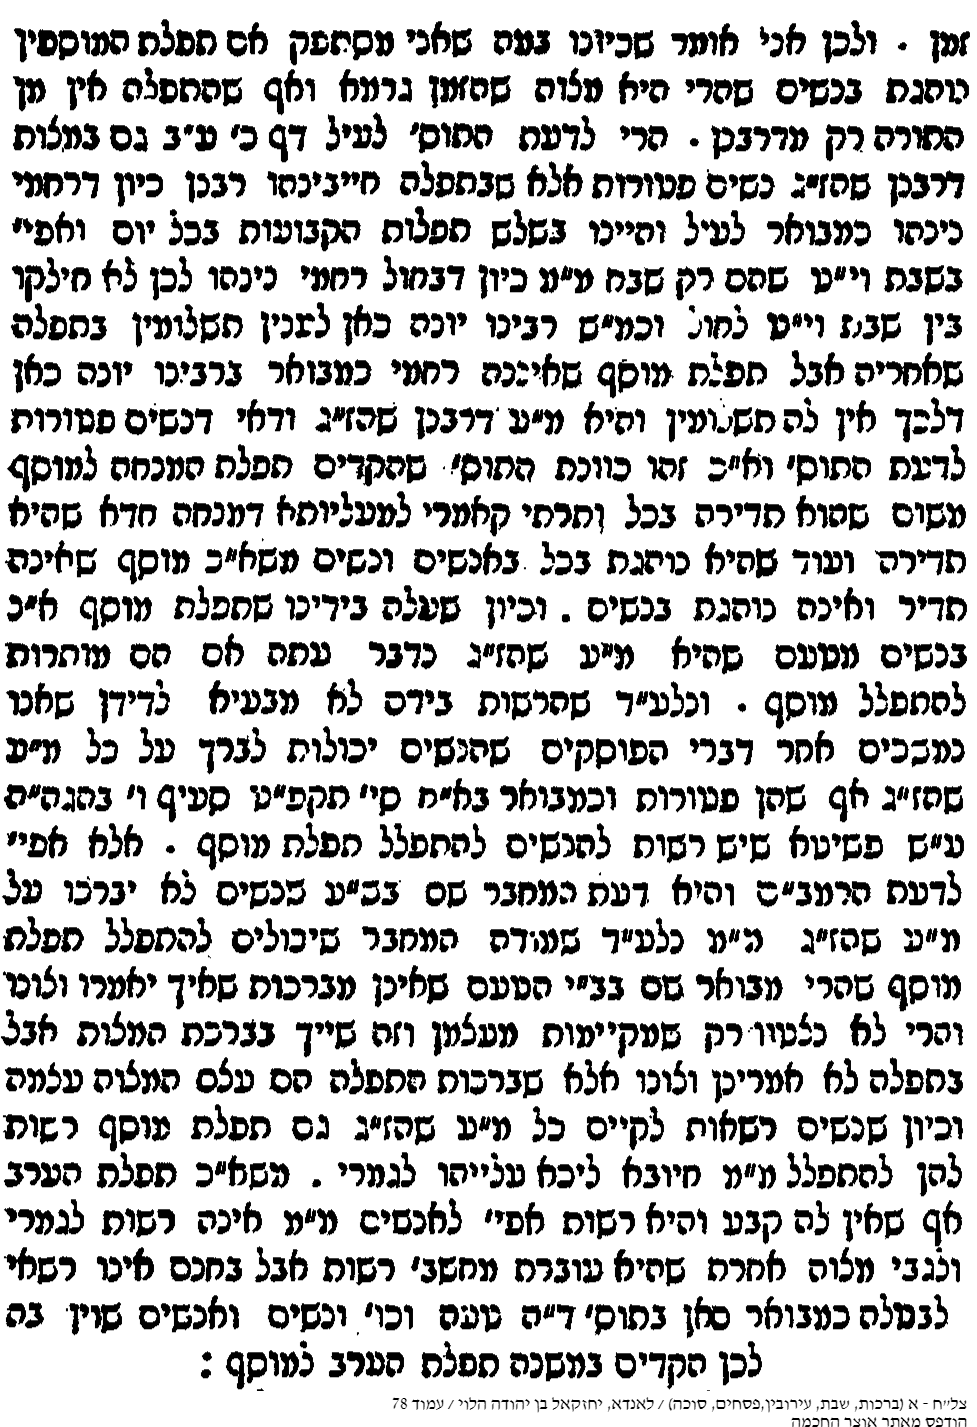 זמן . ולכן אני אומר שכיונו במה שאני מסתפק אם תפלת המוספין
נוהגת בנשים שהרי היא מצוה שהזמן גרמא ואף שהתפלה אין מן
התורה רק מדרבנן . הרי לדעת התוס' לעיל דף כ' ע"ב גם במצות
דרבנן שהז"ג נשים פטורות אלא שבתפלה חייבינהו רבנן כיון דרחמי
נינהו כמבואר לעיל והיינו בשלש תפלות הקבועות בכל יום ואפי'
בשבת וי"ט שהם רק שבח מ"מ כיון דבחול רחמי נינהו לכן לא חילקו
בין שבת וי"ט לחול וכמ"ש רבינו יונה כאן לענין תשלומין בתפלה
שאחריה אבל תפלת מוסף שאיננה רחמי כמבואר ברבינו יונה כאן
דלכך אין לה תשלומין והיא מ"ע דרבנן שהז"ג ודאי דנשים פטורות
לדעת התוס' וא"כ זהו כוונת התוס' שהקדים תפלת המנחה למוסף
משום שהוא תדירה בכל ותרתי קאמרי למעליותא דמנחה חדא שהיא
תדירה ועוד שהיא נוהגת בכל באנשים ונשים משא"כ מוסף שאינה
תדיר ואינה נוהגת בנשים . וכיון שעלה בידינו שתפלת מוסף א"כ
בנשים מטעם שהיא מ"ע שהז"ג נדבר עתה אם הם מותרות
להתפלל מוסף . וכלע"ד שהרשות בידם לא מבעיא לדידן שאנו
נמשכים אחר דברי הפוסקים שהנשים יכולות לברך על כל מ"ע
שהז"ג אף שהן פטורות וכמבואר בא"ח סי' תקפ"ט סעיף ו' בהגה"ה
ע"ש פשיטא שיש רשות להנשים להתפלל תפלת מוסף . אלא אפי'
לדעת הרמב"ם והיא דעת המחבר שם בש"ע שנשים לא יברכו על
מ"ע שהז"ג מ"מ נלע"ד שמודה המחבר שיכולים להתפלל תפלת
מוסף שהרי מבואר שם בב"י הטעם שאינן מברכות שאיך יאמרו וצונו
והרי לא נצטוו רק שמקיימות מעצמן וזה שייך בברכת המצות אבל
בתפלה לא אמרינן וצונו אלא שברכות התפלה הם עצם המצוה עצמה
וכיון שנשים רשאות לקיים כל מ"ע שהז"ג גם תפלת מוסף רשות
להן להתפלל מ"מ חיובא ליכא עלייהו לגמרי . משא"כ תפלת הערב
אף שאין לה קבע והיא רשות אפי' לאנשים מ"מ אינה רשות לגמרי
ולגבי מצוה אחרת שהיא עוברת מחשב' רשות אבל בחנם אינו רשאי
לבטלה כמבואר כאן בתוס' ד"ה טעה וכו' ונשים ואנשים שוין בה
לכן הקדים במשנה תפלת הערב למוסף :
צל"ח - א (ברכות, שבת, עירובין,פסחים, סוכה) / לאנדא, יחזקאל בן יהודה הלוי / עמוד 78
הודפס מאתר אוצר החכמה